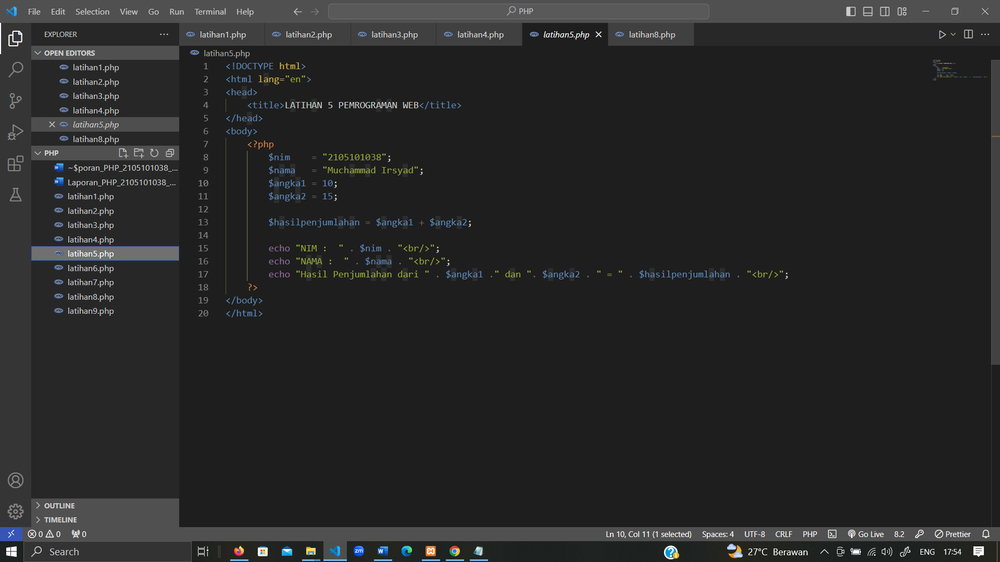 File Edit Selection View Go Run Terminal Help
PHP
EXPLORER
latihan1.php
latihan2.php
latihan3.php
latihan4.php
latihan5.php
latihan8.php
OPEN EDITORS
latihan1.php
latihan2.php
latihan3.php
latihan4.php
latihan5.php
latihan8.php
PHP
~$poran_PHP_2105101038_...
Laporan_PHP_2105101038_...
latihan1.php
latihan2.php
latihan3.php
latihan4.php
latihan5.php
latihan6.php
latihan7.php
latihan8.php
latihan9.php
OUTLINE
TIMELINE
latihan5.php
1 <!DOCTYPE html>
2 <html lang="en">
3 <head>
4 <title>LATIHAN 5 PEMROGRAMAN WEB</title>
5 </head>
6 <body>
7 <?php
8 $nim    = "2105101038";
9 $nama   = "Muchammad Irsyad";
10 $angka1 = 10;
11 $angka2 = 15;
12
13 $hasilpenjumlahan = $angka1 + $angka2;
14
15 echo "NIM :  " . $nim . "<br/>";
16 echo "NAMA :  " . $nama . "<br/>";
17 echo "Hasil Penjumlahan dari " . $angka1 ." dan ". $angka2 . " = " . $hasilpenjumlahan . "<br/>";
18 ?>
19 </body>
20 </html>
0 0 0
Ln 10, Col 11 (1 selected) Spaces: 4 UTF-8 CRLF PHP Go Live 8.2 Prettier
Search
zm
27°C Berawan
ENG 17:54